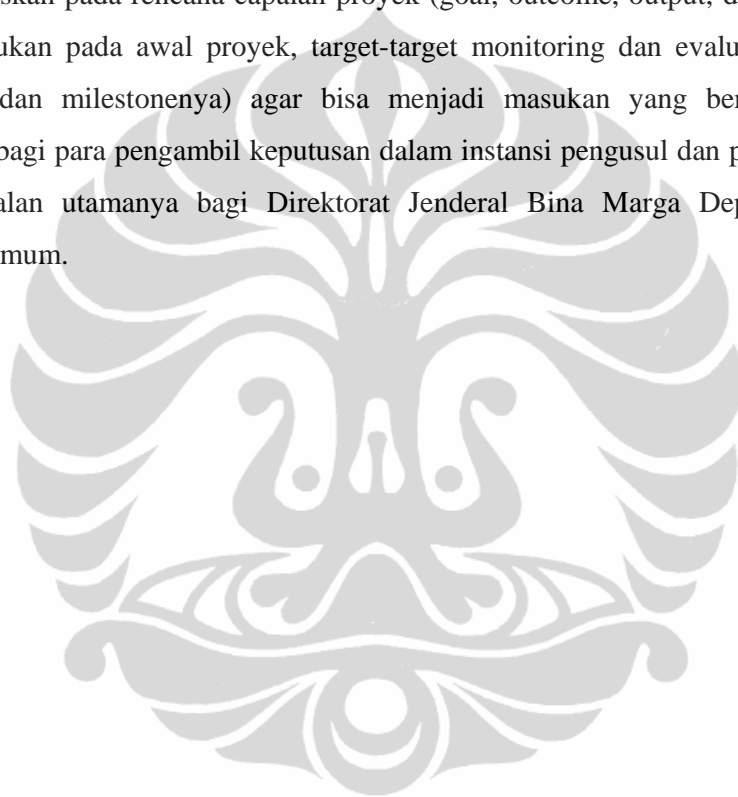 skan pada rencana capaian proyek (goal, outcome, output, d
ukan pada awal proyek, target-target monitoring dan evalu
dan milestonenya) agar bisa menjadi masukan yang ber
bagi para pengambil keputusan dalam instansi pengusul dan p
alan utamanya bagi Direktorat Jenderal Bina Marga Dep
mum.